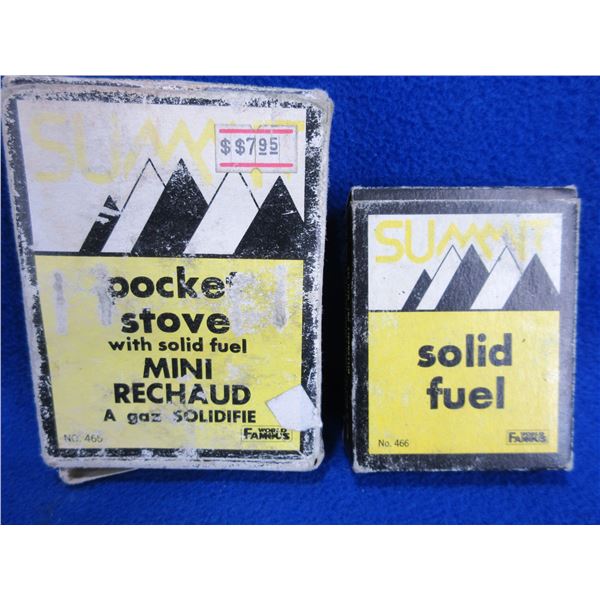 SUMMIT
$$7.95
pocket
stove
with solid fuel
MINI
RECHAUD
A gaz SOLIDIFIE
NO. 465
WORLD
FAMOUS
SUMMIT
solid
fuel
No. 466
WORLD
FAMOUS